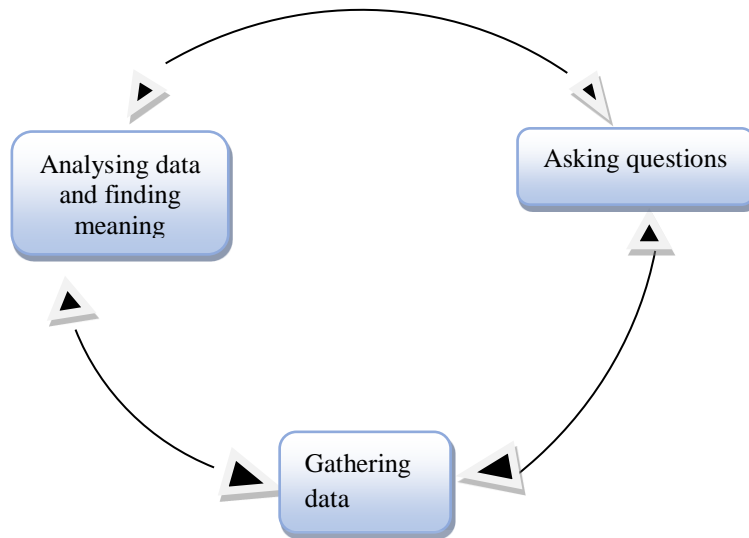 Analysing data
and finding
meaning
Asking questions
Gathering
data